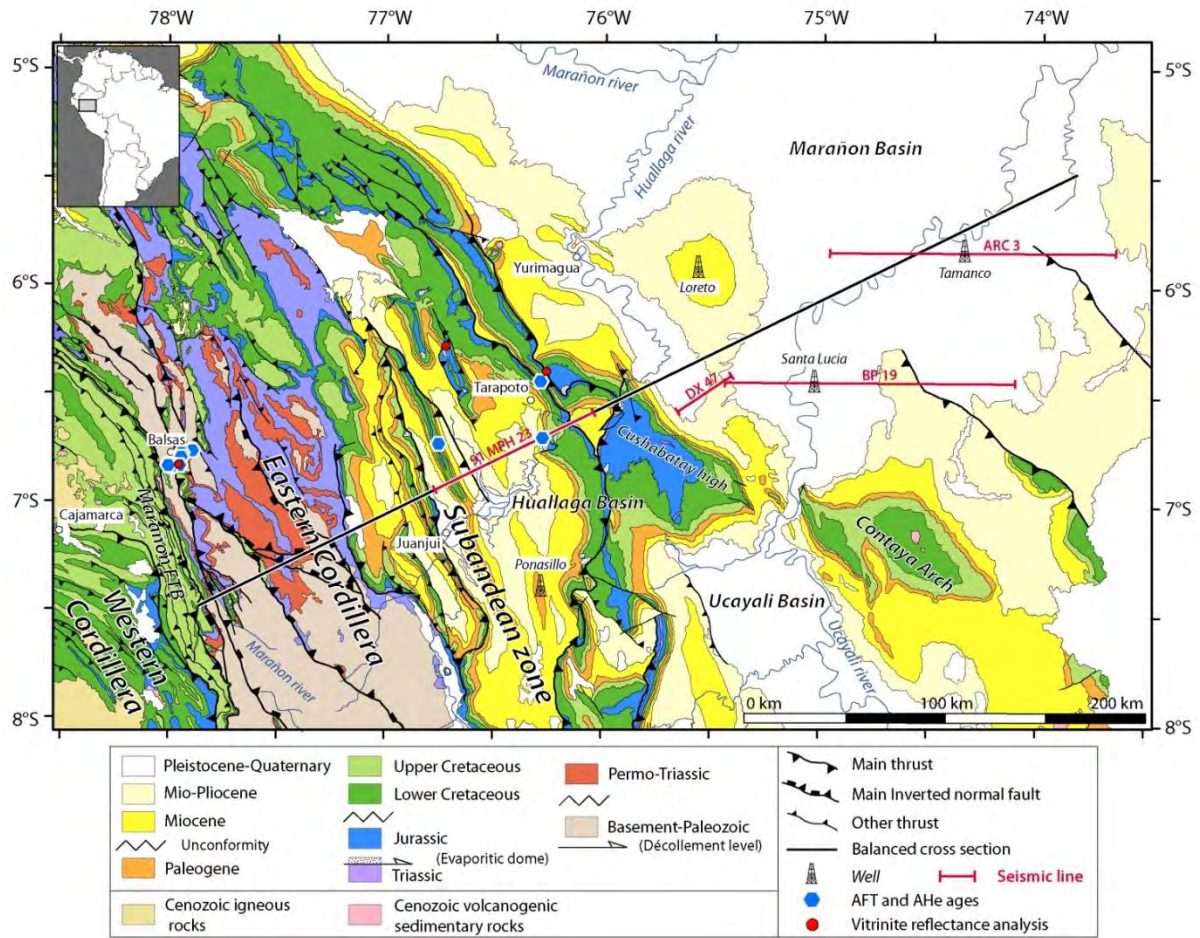 78°W
77°W
76°W
75°W
74°W
5°S
5°S
6°S
6°S
7°S
7°S
8°S
8°S
Marañon river
Huallaga river
Marañon Basin
Yurimagua
Loreto
ARC 3
Tamanco
Santa Lucia
BP 19
DX 47
Tarapoto
91 MPH 23
Cushabatay high
Balsas
Cajamarca
Marañon FTB
Eastern Cordillera
Western
Cordillera
Marañon river
Juanjui
Subandean zone
Huallaga Basin
Ponasillo
Ucayali Basin
Ucayali river
Contaya Arch
0 km
100 km
200 km
Pleistocene-Quaternary
Mio-Pliocene
Miocene
Unconformity
Paleogene
Upper Cretaceous
Lower Cretaceous
Jurassic
(Evaporitic dome)
Triassic
Permo-Triassic
Basement-Paleozoic
(Décollement level)
Cenozoic igneous
rocks
Cenozoic volcanogenic
sedimentary rocks
Main thrust
Main Inverted normal fault
Other thrust
Balanced cross section
Well
Seismic line
AFT and AHe ages
Vitrinite reflectance analysis